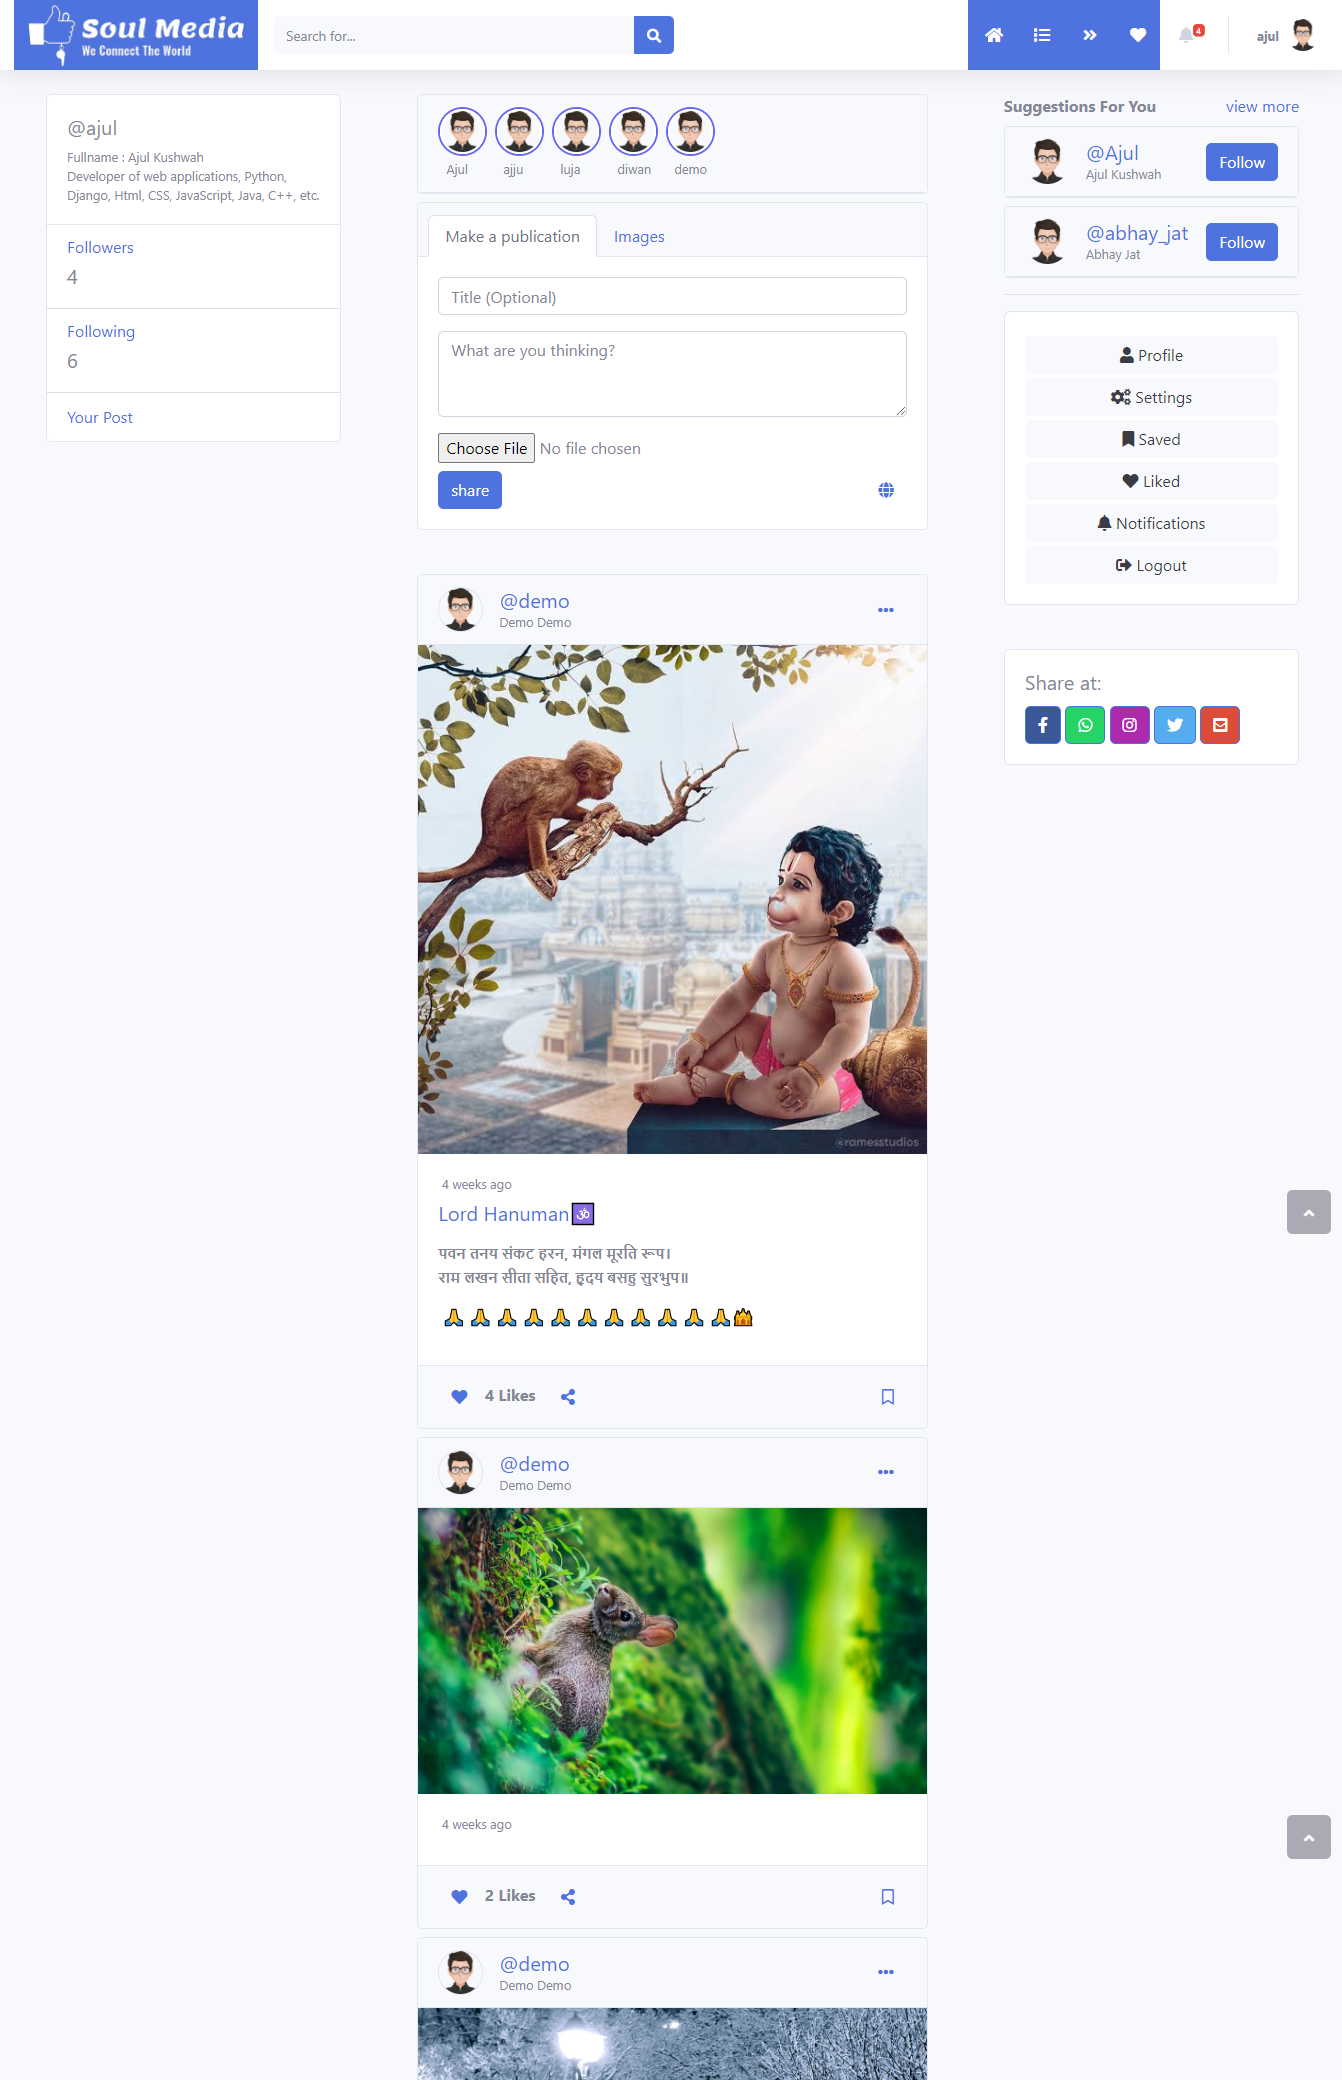 Soul Media
We Connect The World
Search for...
4
ajul
@ajul
Fullname : Ajul Kushwah
Developer of web applications, Python,
Django, Html, CSS, JavaScript, Java, C++, etc.
Followers
4
Following
6
Your Post
Ajul
ajju
luja
diwan
demo
Make a publication
Images
Title (Optional)
What are you thinking?
Choose File No file chosen
share
Suggestions For You
view more
@Ajul
Ajul Kushwah
Follow
@abhay_jat
Abhay Jat
Follow
Profile
Settings
Saved
Liked
Notifications
Logout
Share at:
@demo
Demo Demo
@ramesstudios
4 weeks ago
Lord Hanuman🕉
पवन तनय संकट हरन, मंगल मूरति रूप।
राम लखन सीता सहित, हृदय बसहु सुरभुप॥
4 Likes
@demo
Demo Demo
4 weeks ago
2 Likes
@demo
Demo Demo